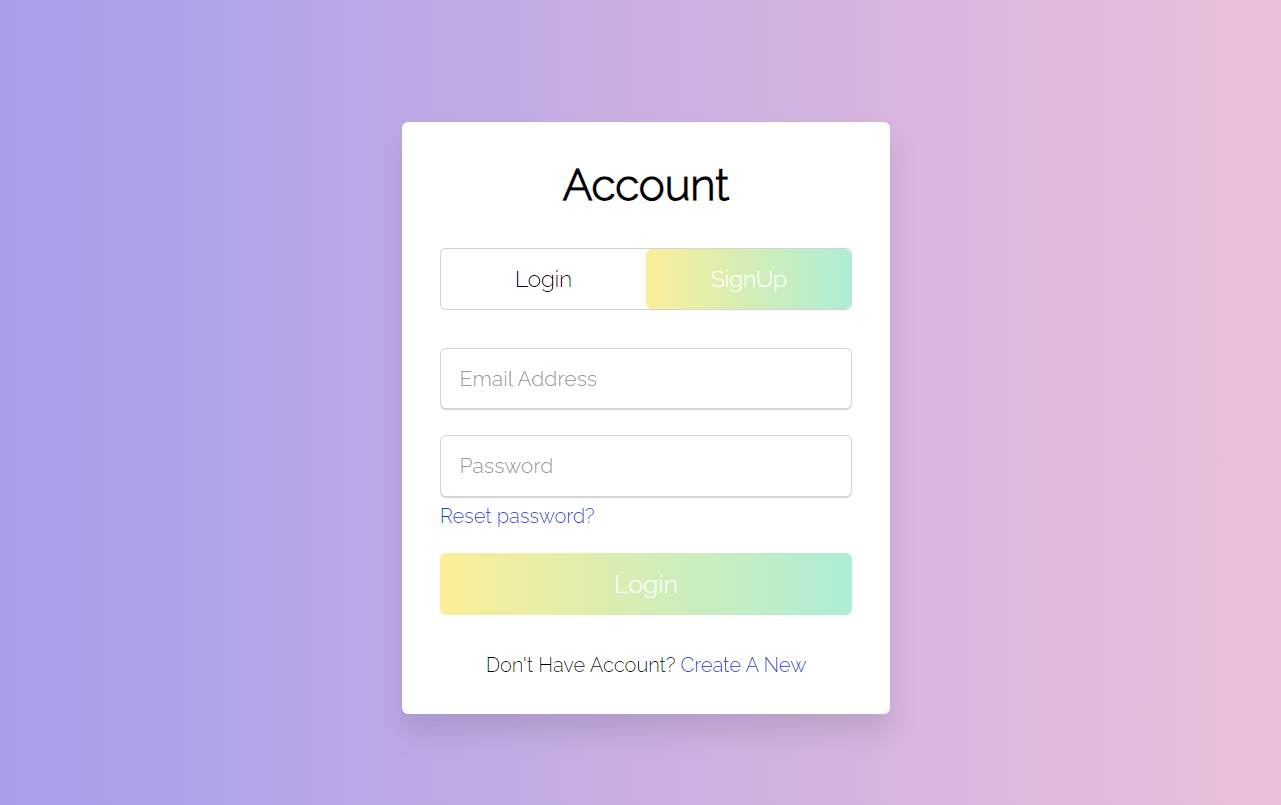 Account
Login SignUp
Email Address
Password
Reset password?
Login
Don't Have Account? Create A New